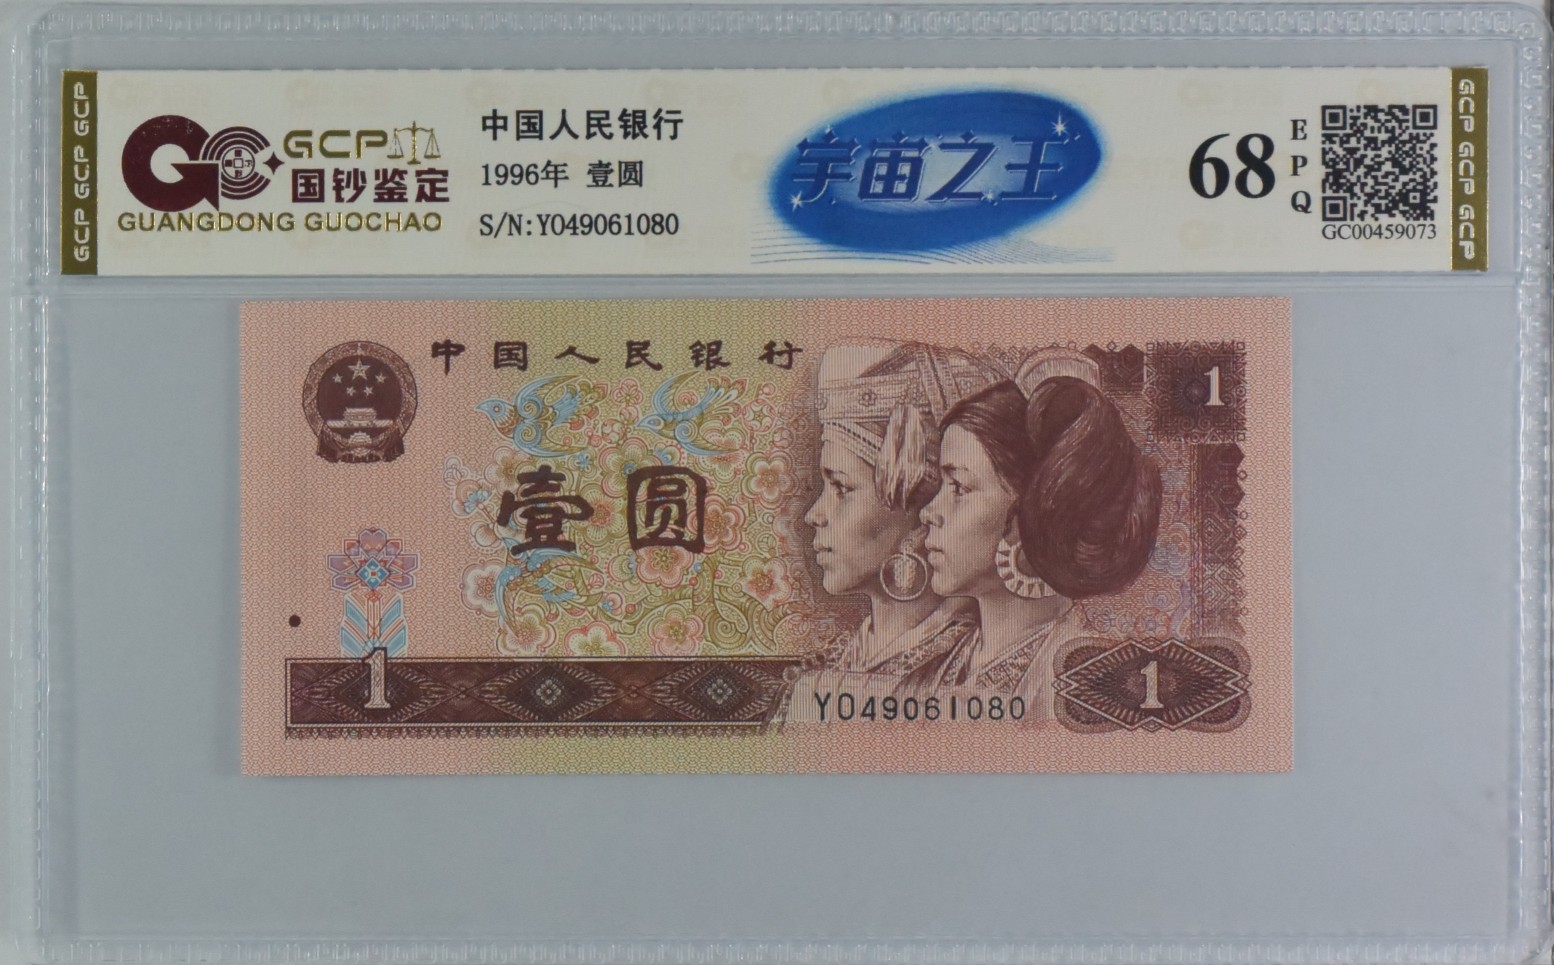 GCP GCP GCP
GCP
国钞鉴定
GUANGDONG GUOCHAO
中国人民银行
1996年 壹圆
S/N:Y049061080
宇宙之王
68
EPQ
GC00459073
GCP GCP GCP
中国人民银行
1
壹圆
1
Y049061080
1